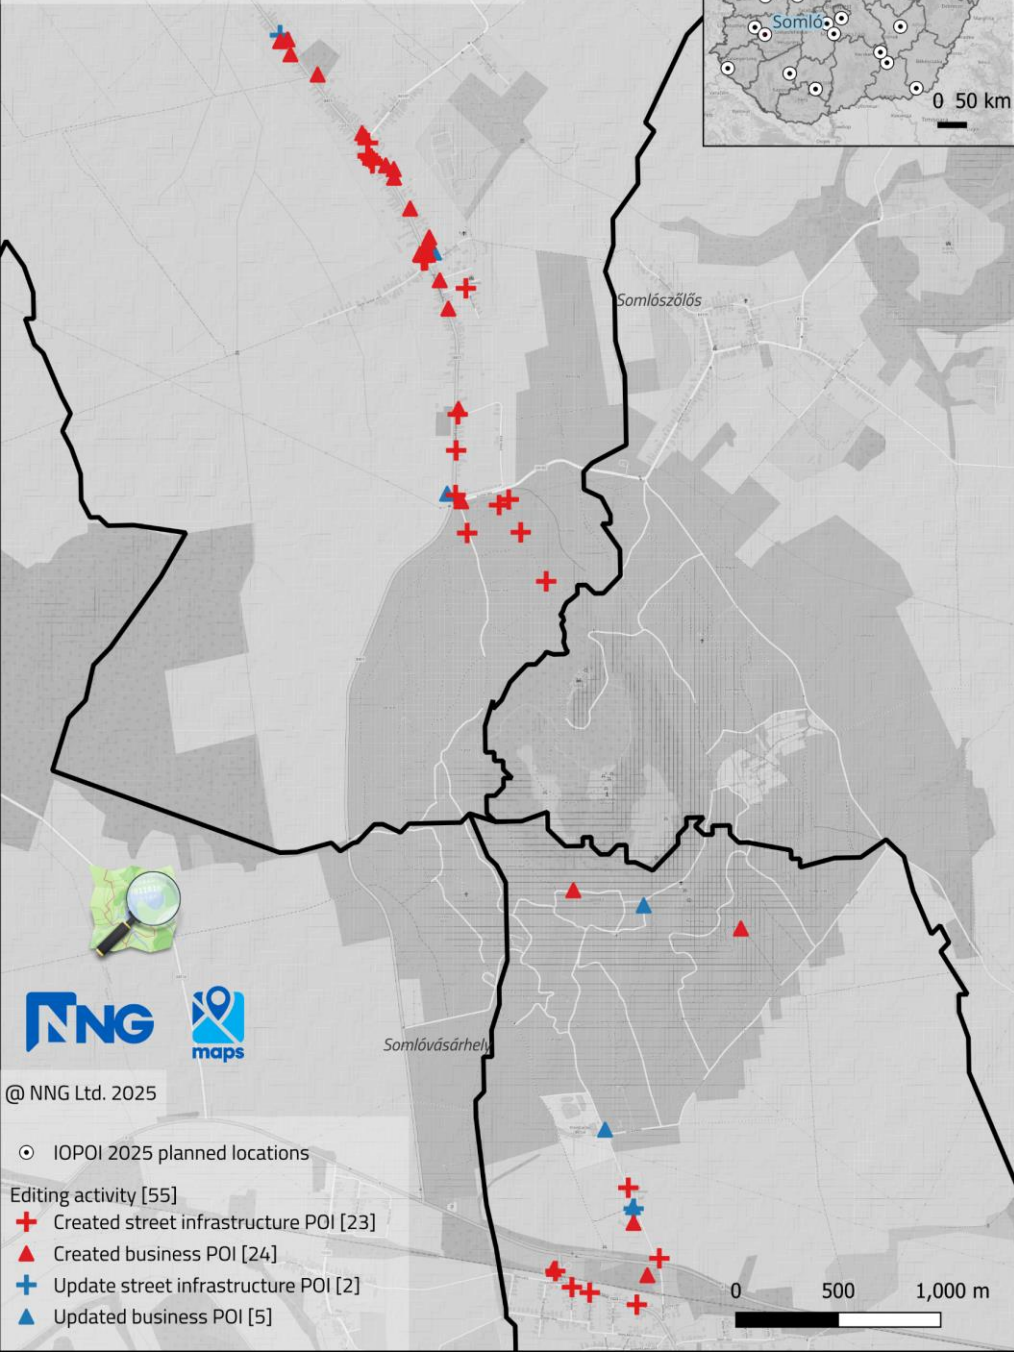 Somló
0 50 km
Somlószőlős
Somlóvásárhely
NNG
maps
@ NNG Ltd. 2025
IOPOI 2025 planned locations
Editing activity [55]
Created street infrastructure POI [23]
Created business POI [24]
Update street infrastructure POI [2]
Updated business POI [5]
0 500 1,000 m